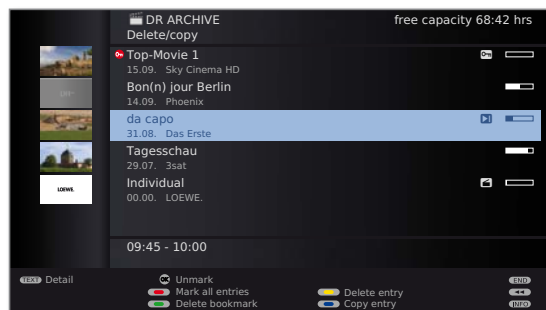 DR ARCHIVE
free capacity 68:42 hrs
Delete/copy
Top-Movie 1
15.09. Sky Cinema HD
Bon(n) jour Berlin
14.09. Phoenix
da capo
31.08. Das Erste
Tagesschau
29.07. 3sat
Individual
00.00. LOEWE.
LOEWE.
09:45 - 10:00
TEXT Detail
OK Unmark
END
Mark all entries
Delete entry
Delete bookmark
Copy entry
INFO